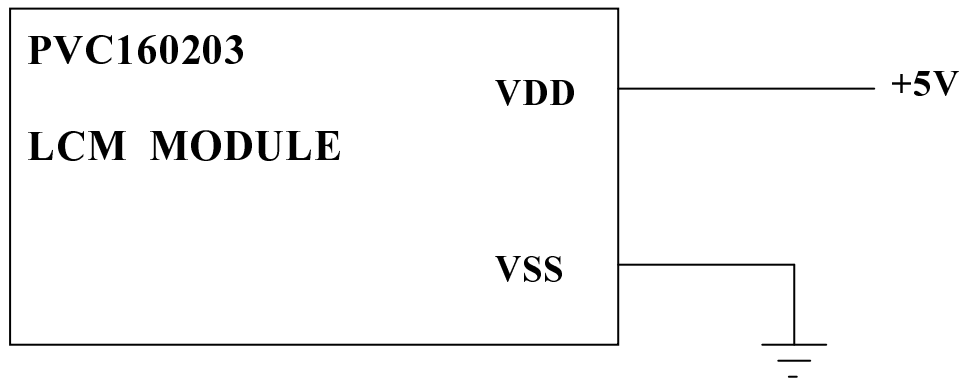 PVC160203
VDD
+5V
LCM MODULE
VSS